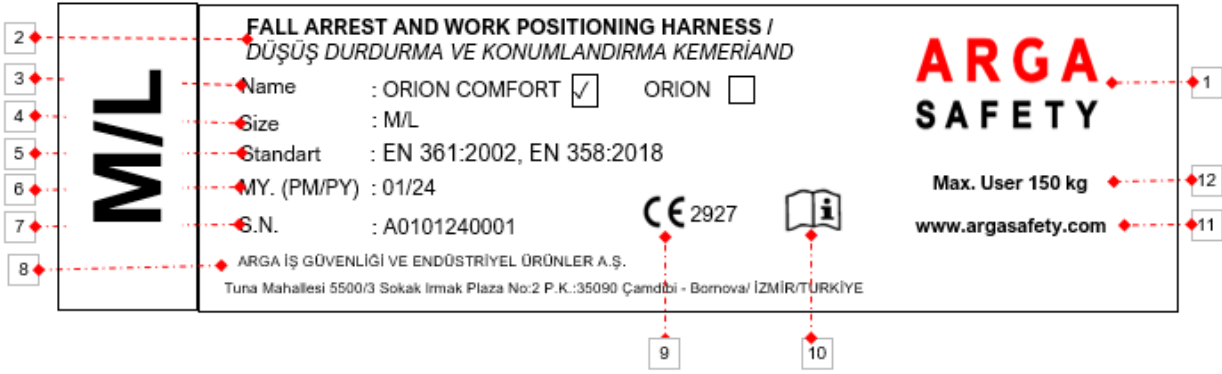 M/L
2
FALL ARREST AND WORK POSITIONING HARNESS /
DÜŞÜŞ DURDURMA VE KONUMLANDIRMA KEMERİAND
3
Name : ORION COMFORT ✓ ORION
4
Size : M/L
5
Standart : EN 361:2002, EN 358:2018
6
MY. (PM/PY) : 01/24
7
S.N. : A0101240001
CE 2927
8
ARGA İŞ GÜVENLİĞİ VE ENDÜSTRİYEL ÜRÜNLER A.Ş.
Tuna Mahallesi 5500/3 Sokak Irmak Plaza No:2 P.K.:35090 Çamdibi - Bornova/ İZMİR/TÜRKİYE
ARGA
SAFETY
1
Max. User 150 kg
12
www.argasafety.com
11
9
10